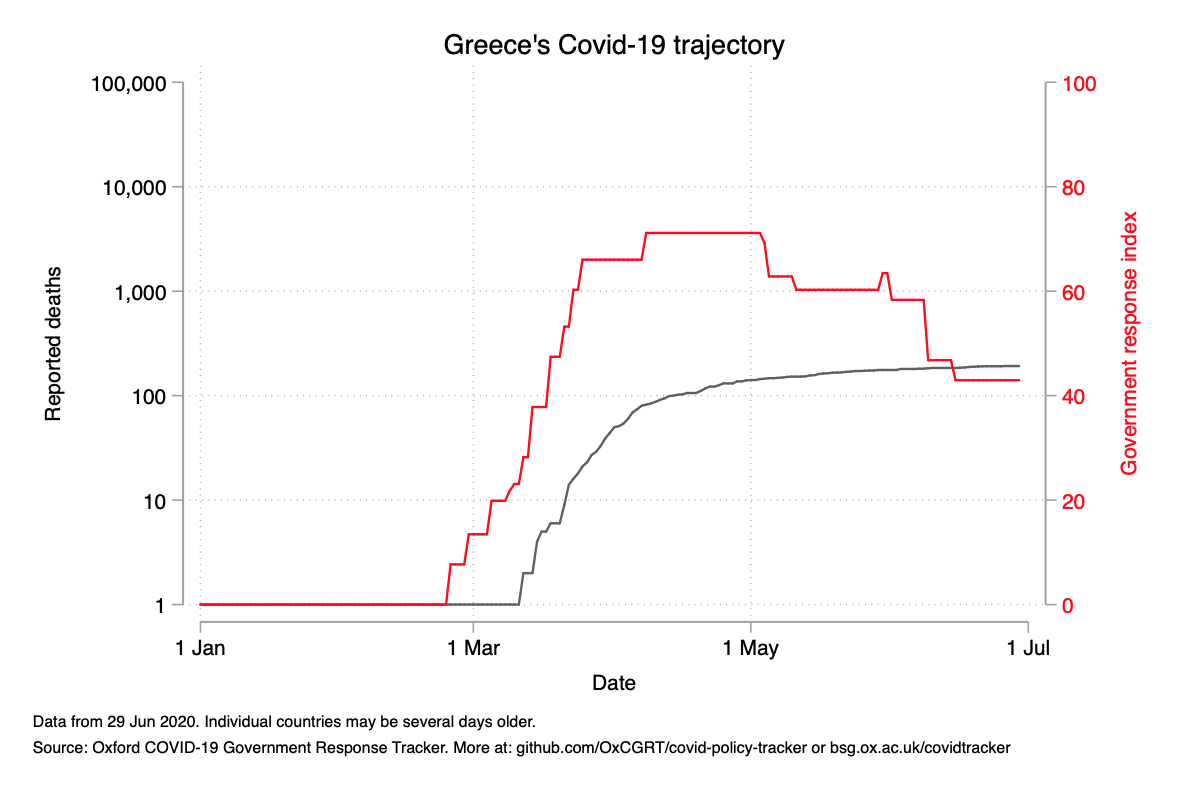 Greece's Covid-19 trajectory
100,000
10,000
1,000
100
10
1
Reported deaths
100
80
60
40
20
0
Government response index
1 Jan
1 Mar
1 May
1 Jul
Date
Data from 29 Jun 2020. Individual countries may be several days older.
Source: Oxford COVID-19 Government Response Tracker. More at: github.com/OxCGRT/covid-policy-tracker or bsg.ox.ac.uk/covidtracker